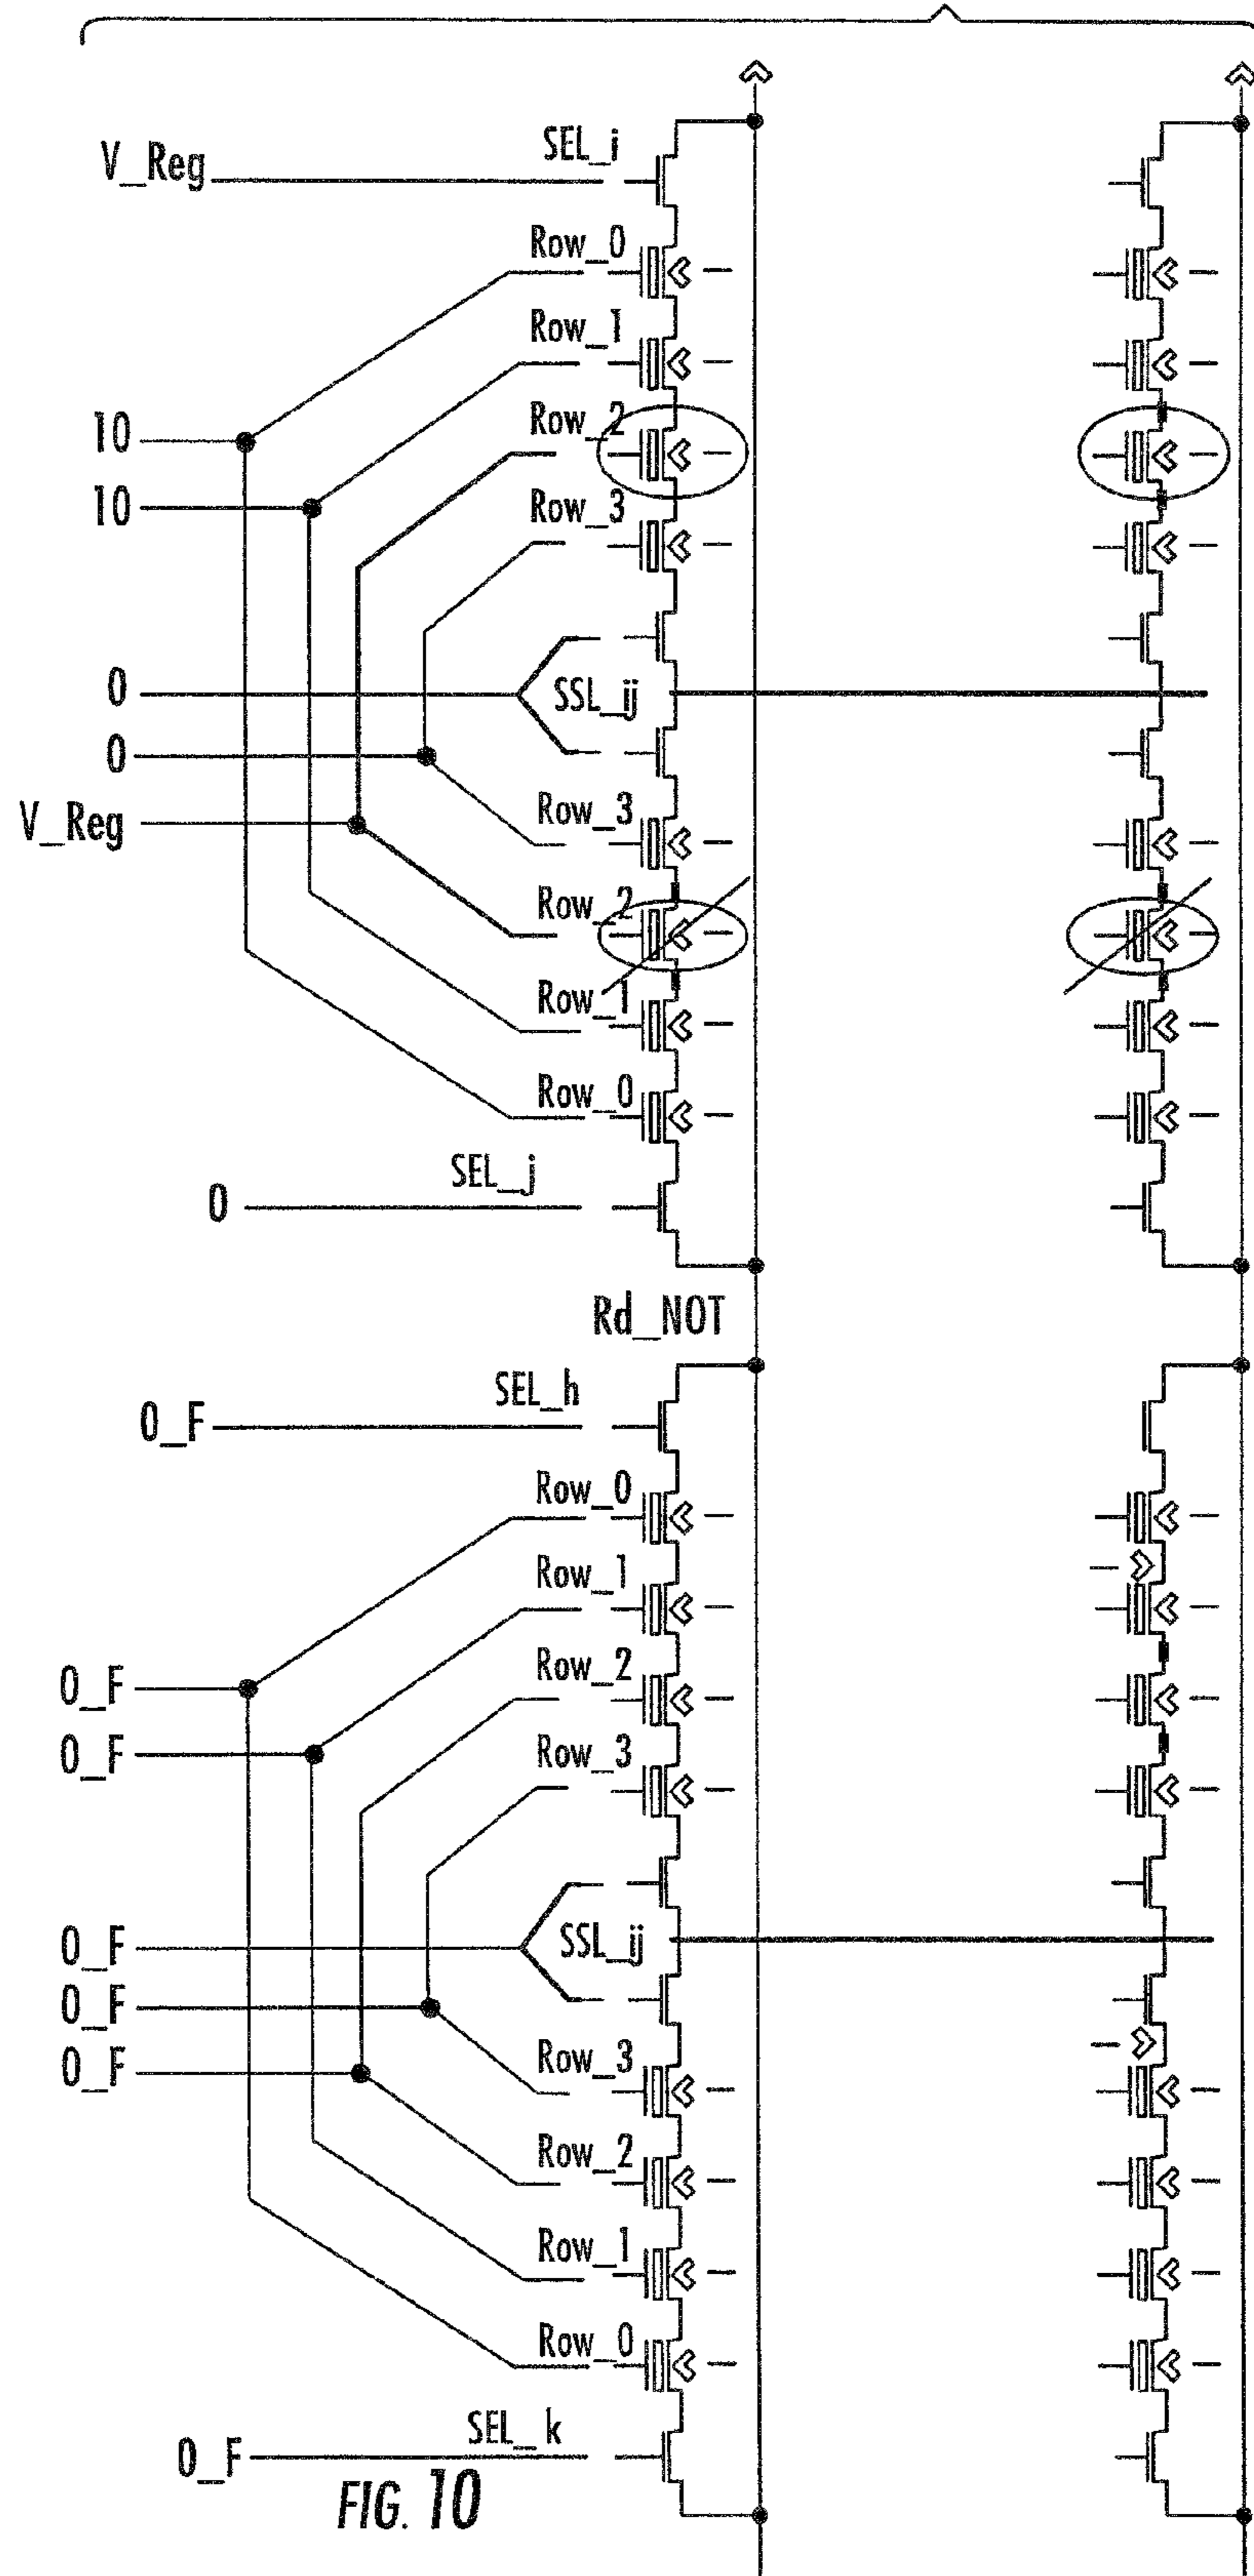 V_Reg
SEL_i
Row_0
Row_1
10
Row_2
10
Row_3
0
SSL_ij
0
V_Reg
Row_3
Row_2
Row_1
Row_0
SEL_j
0
Rd_NOT
SEL_h
0_F
Row_0
Row_1
Row_2
0_F
0_F
Row_3
0_F
SSL_ij
0_F
0_F
Row_3
Row_2
Row_1
Row_0
SEL_k
0_F
FIG. 10